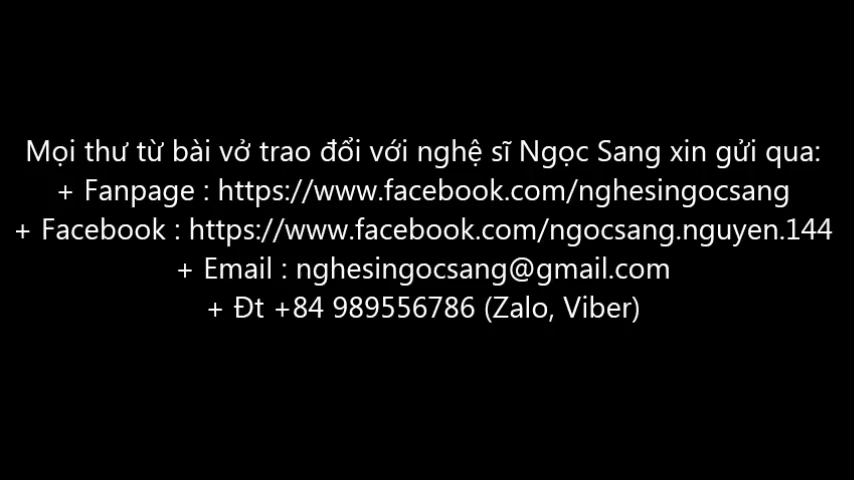 Mọi thư từ bài vở trao đổi với nghệ sĩ Ngọc Sang xin gửi qua:
+ Fanpage : https://www.facebook.com/nghesingocsang
+ Facebook : https://www.facebook.com/ngocsang.nguyen.144
+ Email : nghesingocsang@gmail.com
+ Đt +84 989556786 (Zalo, Viber)